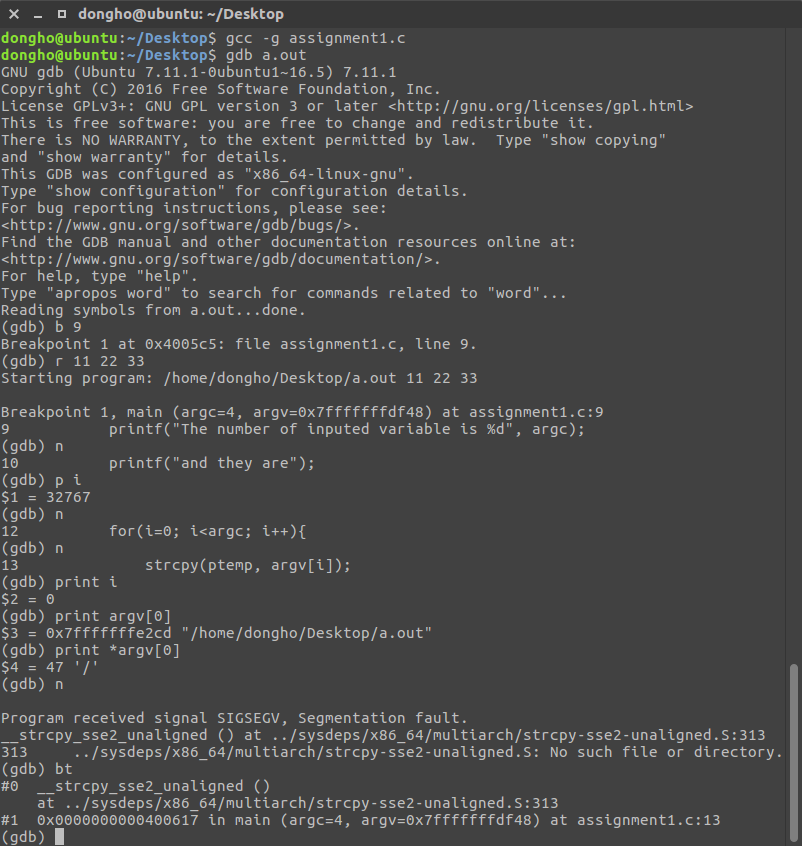 dongho@ubuntu: ~/Desktop
dongho@ubuntu:~/Desktop$ gcc -g assignment1.c
dongho@ubuntu:~/Desktop$ gdb a.out
GNU gdb (Ubuntu 7.11.1-0ubuntu1~16.5) 7.11.1
Copyright (C) 2016 Free Software Foundation, Inc.
License GPLv3+: GNU GPL version 3 or later <http://gnu.org/licenses/gpl.html>
This is free software: you are free to change and redistribute it.
There is NO WARRANTY, to the extent permitted by law.  Type "show copying"
and "show warranty" for details.
This GDB was configured as "x86_64-linux-gnu".
Type "show configuration" for configuration details.
For bug reporting instructions, please see:
<http://www.gnu.org/software/gdb/bugs/>.
Find the GDB manual and other documentation resources online at:
<http://www.gnu.org/software/gdb/documentation/>.
For help, type "help".
Type "apropos word" to search for commands related to "word"...
Reading symbols from a.out...done.
(gdb) b 9
Breakpoint 1 at 0x4005c5: file assignment1.c, line 9.
(gdb) r 11 22 33
Starting program: /home/dongho/Desktop/a.out 11 22 33

Breakpoint 1, main (argc=4, argv=0x7fffffffdf48) at assignment1.c:9
9           printf("The number of inputed variable is %d", argc);
(gdb) n
10          printf("and they are");
(gdb) p i
$1 = 32767
(gdb) n
12          for(i=0; i<argc; i++){
(gdb) n
13              strcpy(ptemp, argv[i]);
(gdb) print i
$2 = 0
(gdb) print argv[0]
$3 = 0x7fffffffe2cd "/home/dongho/Desktop/a.out"
(gdb) print *argv[0]
$4 = 47 '/'
(gdb) n

Program received signal SIGSEGV, Segmentation fault.
__strcpy_sse2_unaligned () at ../sysdeps/x86_64/multiarch/strcpy-sse2-unaligned.S:313
313     ../sysdeps/x86_64/multiarch/strcpy-sse2-unaligned.S: No such file or directory.
(gdb) bt
#0  __strcpy_sse2_unaligned ()
    at ../sysdeps/x86_64/multiarch/strcpy-sse2-unaligned.S:313
#1  0x0000000000400617 in main (argc=4, argv=0x7fffffffdf48) at assignment1.c:13
(gdb)